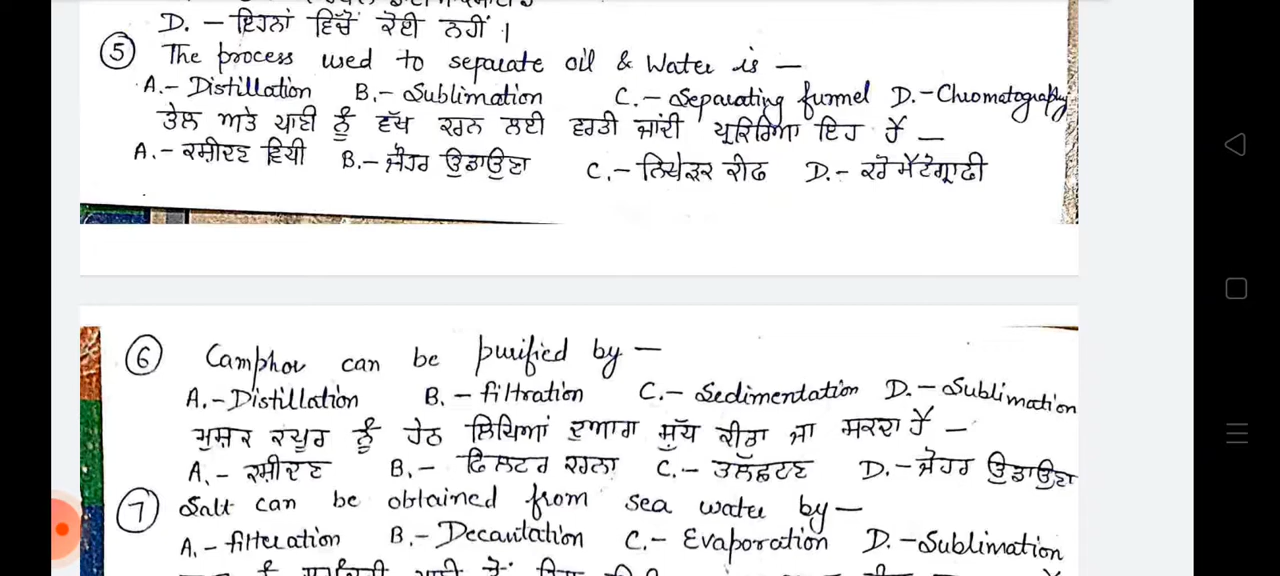 D. - ਇਹਨਾਂ ਵਿੱਚੋਂ ਕੋਈ ਨਹੀਂ ।
5 The process used to separate oil & Water is —
A.- Distillation B.- Sublimation C.- Separating funnel D.- Chromatography
ਤੇਲ ਅਤੇ ਪਾਣੀ ਨੂੰ ਵੱਖ ਕਰਨ ਲਈ ਵਰਤੀ ਜਾਂਦੀ ਪ੍ਰਕਿਰਿਆ ਇਹ ਹੈ —
A.- ਕਸ਼ੀਦਣ ਵਿਧੀ B.- ਜੌਹਰ ਉਡਾਉਣਾ C.- ਨਿਖੇੜਕ ਕੀਫ D.- ਕਰੋਮੈਟੋਗ੍ਰਾਫੀ
6 Camphor can be purified by —
A.- Distillation B. - filtration C.- Sedimentation D. - Sublimation
ਮੁਸ਼ਕ ਕਪੂਰ ਨੂੰ ਹੇਠ ਲਿਖਿਆਂ ਦੁਆਰਾ ਸ਼ੁੱਧ ਕੀਤਾ ਜਾ ਸਕਦਾ ਹੈ —
A. - ਕਸ਼ੀਦਣ B. - ਫਿਲਟਰ ਕਰਨਾ C. - ਤਲੱਛਟਣ D. - ਜੌਹਰ ਉਡਾਉਣਾ
7 Salt can be obtained from sea water by —
A. - filteration B. - Decantation C. - Evaporation D. - Sublimation